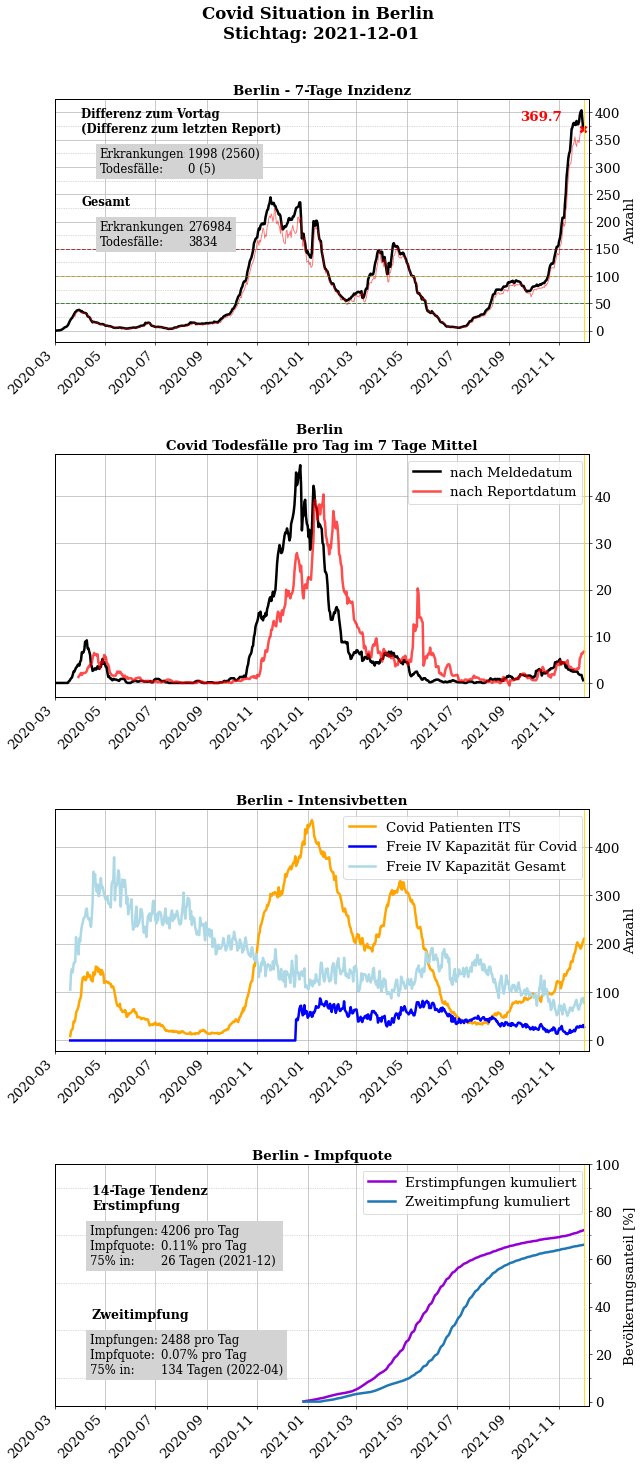 Covid Situation in Berlin
Stichtag: 2021-12-01
Berlin - 7-Tage Inzidenz
Differenz zum Vortag
(Differenz zum letzten Report)
Erkrankungen 1998 (2560)
Todesfälle: 0 (5)
Gesamt
Erkrankungen 276984
Todesfälle: 3834
369.7
400
350
300
250
200
150
100
50
0
Anzahl
2020-03 2020-05 2020-07 2020-09 2020-11 2021-01 2021-03 2021-05 2021-07 2021-09 2021-11
Berlin
Covid Todesfälle pro Tag im 7 Tage Mittel
nach Meldedatum
nach Reportdatum
40
30
20
10
0
2020-03 2020-05 2020-07 2020-09 2020-11 2021-01 2021-03 2021-05 2021-07 2021-09 2021-11
Berlin - Intensivbetten
Covid Patienten ITS
Freie IV Kapazität für Covid
Freie IV Kapazität Gesamt
400
300
200
100
0
Anzahl
2020-03 2020-05 2020-07 2020-09 2020-11 2021-01 2021-03 2021-05 2021-07 2021-09 2021-11
Berlin - Impfquote
14-Tage Tendenz
Erstimpfung
Impfungen: 4206 pro Tag
Impfquote: 0.11% pro Tag
75% in: 26 Tagen (2021-12)
Zweitimpfung
Impfungen: 2488 pro Tag
Impfquote: 0.07% pro Tag
75% in: 134 Tagen (2022-04)
Erstimpfungen kumuliert
Zweitimpfung kumuliert
100
80
60
40
20
0
Bevölkerungsanteil [%]
2020-03 2020-05 2020-07 2020-09 2020-11 2021-01 2021-03 2021-05 2021-07 2021-09 2021-11